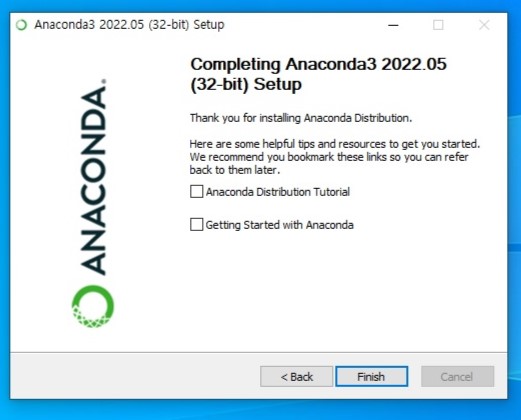 Anaconda3 2022.05 (32-bit) Setup
ANACONDA.
Completing Anaconda3 2022.05
(32-bit) Setup
Thank you for installing Anaconda Distribution.
Here are some helpful tips and resources to get you started.
We recommend you bookmark these links so you can refer
back to them later.
Anaconda Distribution Tutorial
Getting Started with Anaconda
< Back
Finish
Cancel